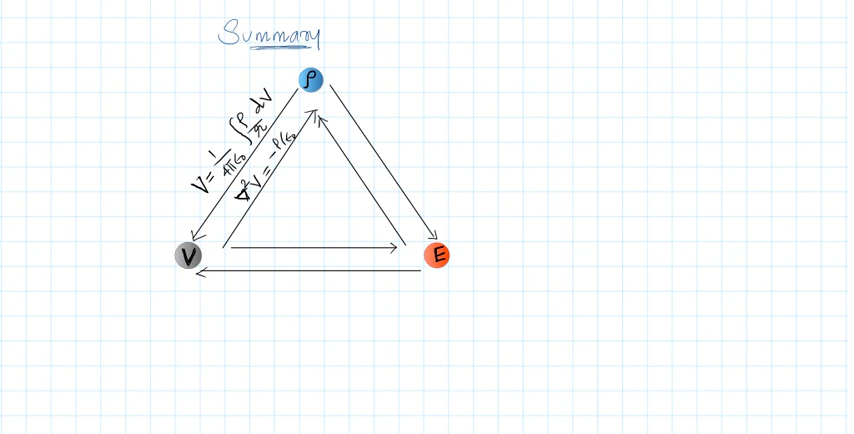 Summary
ρ
V = 1/4πε₀ ∫ ρ/r dV
∇²V = -ρ/ε₀
V
E